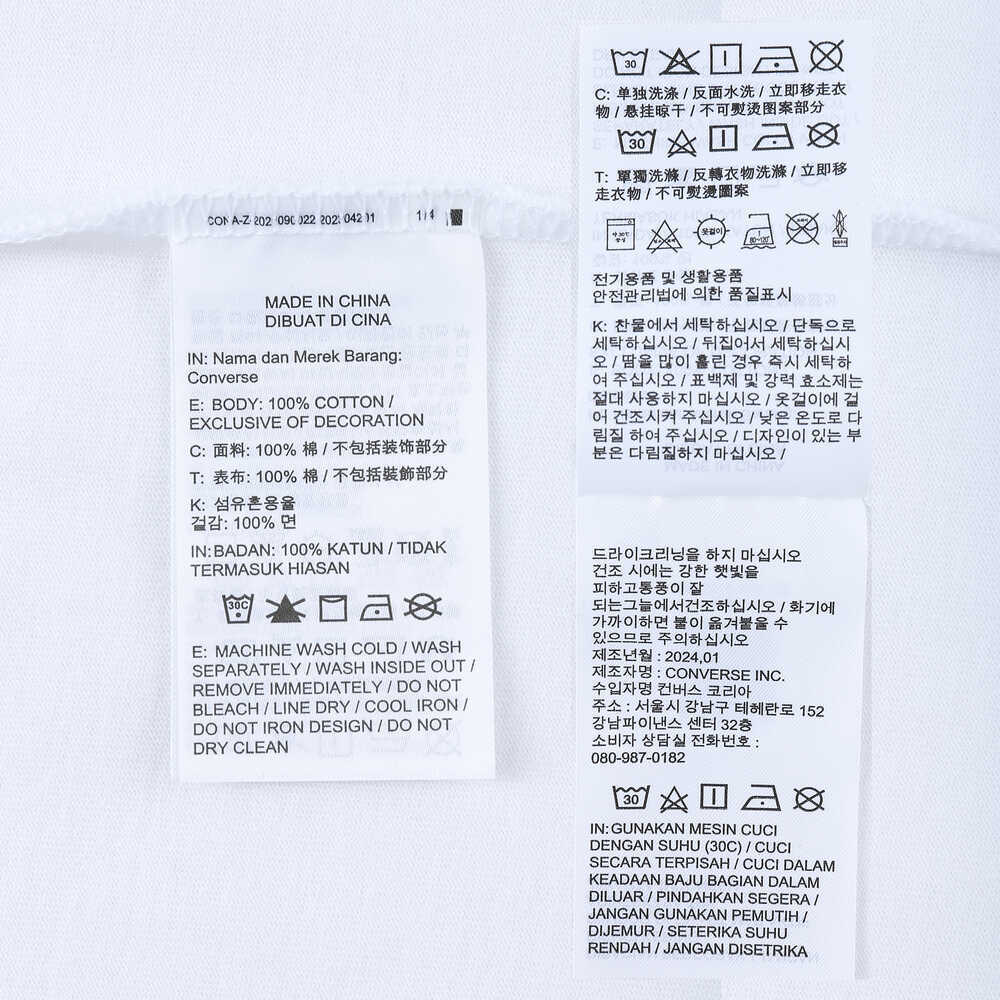 MADE IN CHINA
DIBUAT DI CINA
IN: Nama dan Merek Barang:
Converse
E: BODY: 100% COTTON /
EXCLUSIVE OF DECORATION
C: 面料: 100% 棉 / 不包括装饰部分
T: 表布: 100% 棉 / 不包括裝飾部分
K: 섬유혼용율
겉감: 100% 면
IN:BADAN: 100% KATUN / TIDAK
TERMASUK HIASAN
30C
E: MACHINE WASH COLD / WASH
SEPARATELY / WASH INSIDE OUT /
REMOVE IMMEDIATELY / DO NOT
BLEACH / LINE DRY / COOL IRON /
DO NOT IRON DESIGN / DO NOT
DRY CLEAN
30
C: 单独洗涤 / 反面水洗 / 立即移走衣
物 / 悬挂晾干 / 不可熨烫图案部分
30
T: 單獨洗滌 / 反轉衣物洗滌 / 立即移
走衣物 / 不可熨燙圖案
옷걸이
80~120
전기용품 및 생활용품
안전관리법에 의한 품질표시
K: 찬물에서 세탁하십시오 / 단독으로
세탁하십시오 / 뒤집어서 세탁하십시
오 / 땀을 많이 흘린 경우 즉시 세탁하
여 주십시오 / 표백제 및 강력 효소제는
절대 사용하지 마십시오 / 옷걸이에 걸
어 건조시켜 주십시오 / 낮은 온도로 다
림질 하여 주십시오 / 디자인이 있는 부
분은 다림질하지 마십시오 /
드라이크리닝을 하지 마십시오
건조 시에는 강한 햇빛을
피하고통풍이 잘
되는그늘에서건조하십시오 / 화기에
가까이하면 불이 옮겨붙을 수
있으므로 주의하십시오
제조년월 : 2024,01
제조자명 : CONVERSE INC.
수입자명 컨버스 코리아
주소 : 서울시 강남구 테헤란로 152
강남파이낸스 센터 32층
소비자 상담실 전화번호 :
080-987-0182
30
IN:GUNAKAN MESIN CUCI
DENGAN SUHU (30C) / CUCI
SECARA TERPISAH / CUCI DALAM
KEADAAN BAJU BAGIAN DALAM
DILUAR / PINDAHKAN SEGERA /
JANGAN GUNAKAN PEMUTIH /
DIJEMUR / SETERIKA SUHU
RENDAH / JANGAN DISETRIKA